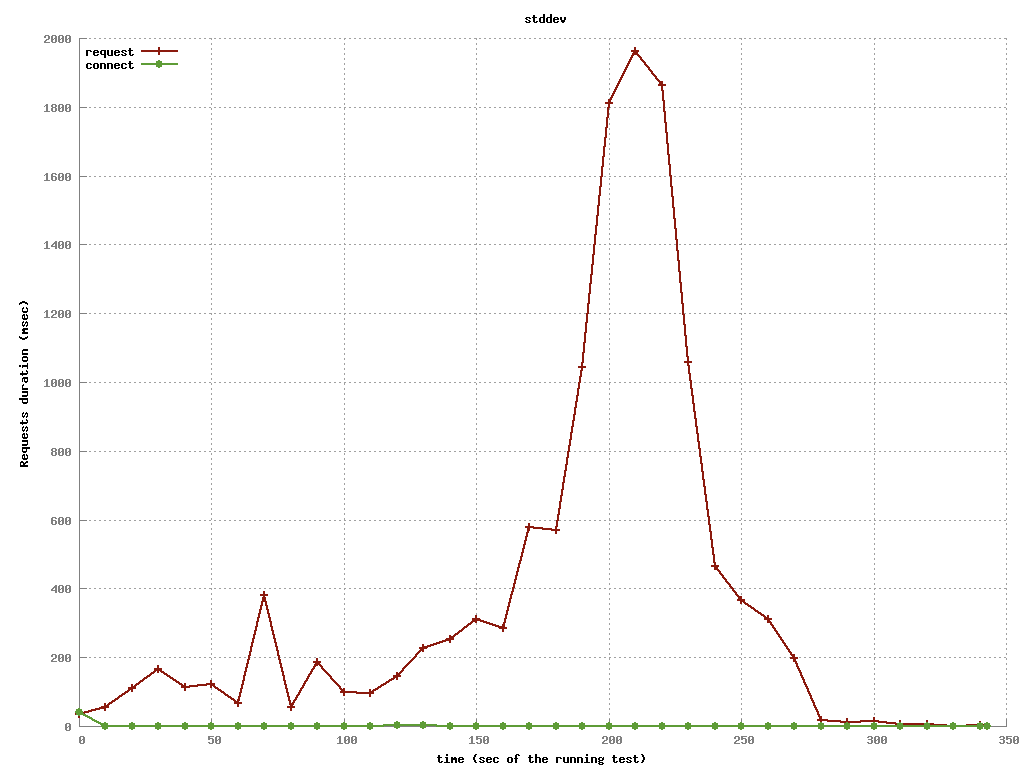 stddev
request
connect
2000
1800
1600
1400
1200
1000
800
600
400
200
0
Requests duration (msec)
0 50 100 150 200 250 300 350
time (sec of the running test)